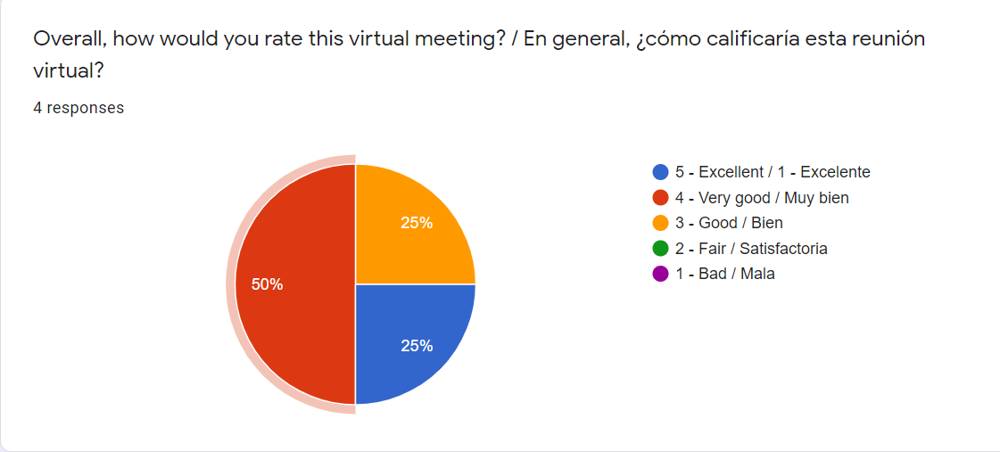 Overall, how would you rate this virtual meeting? / En general, ¿cómo calificaría esta reunión
virtual?
4 responses
25%
50%
25%
5 - Excellent / 1 - Excelente
4 - Very good / Muy bien
3 - Good / Bien
2 - Fair / Satisfactoria
1 - Bad / Mala